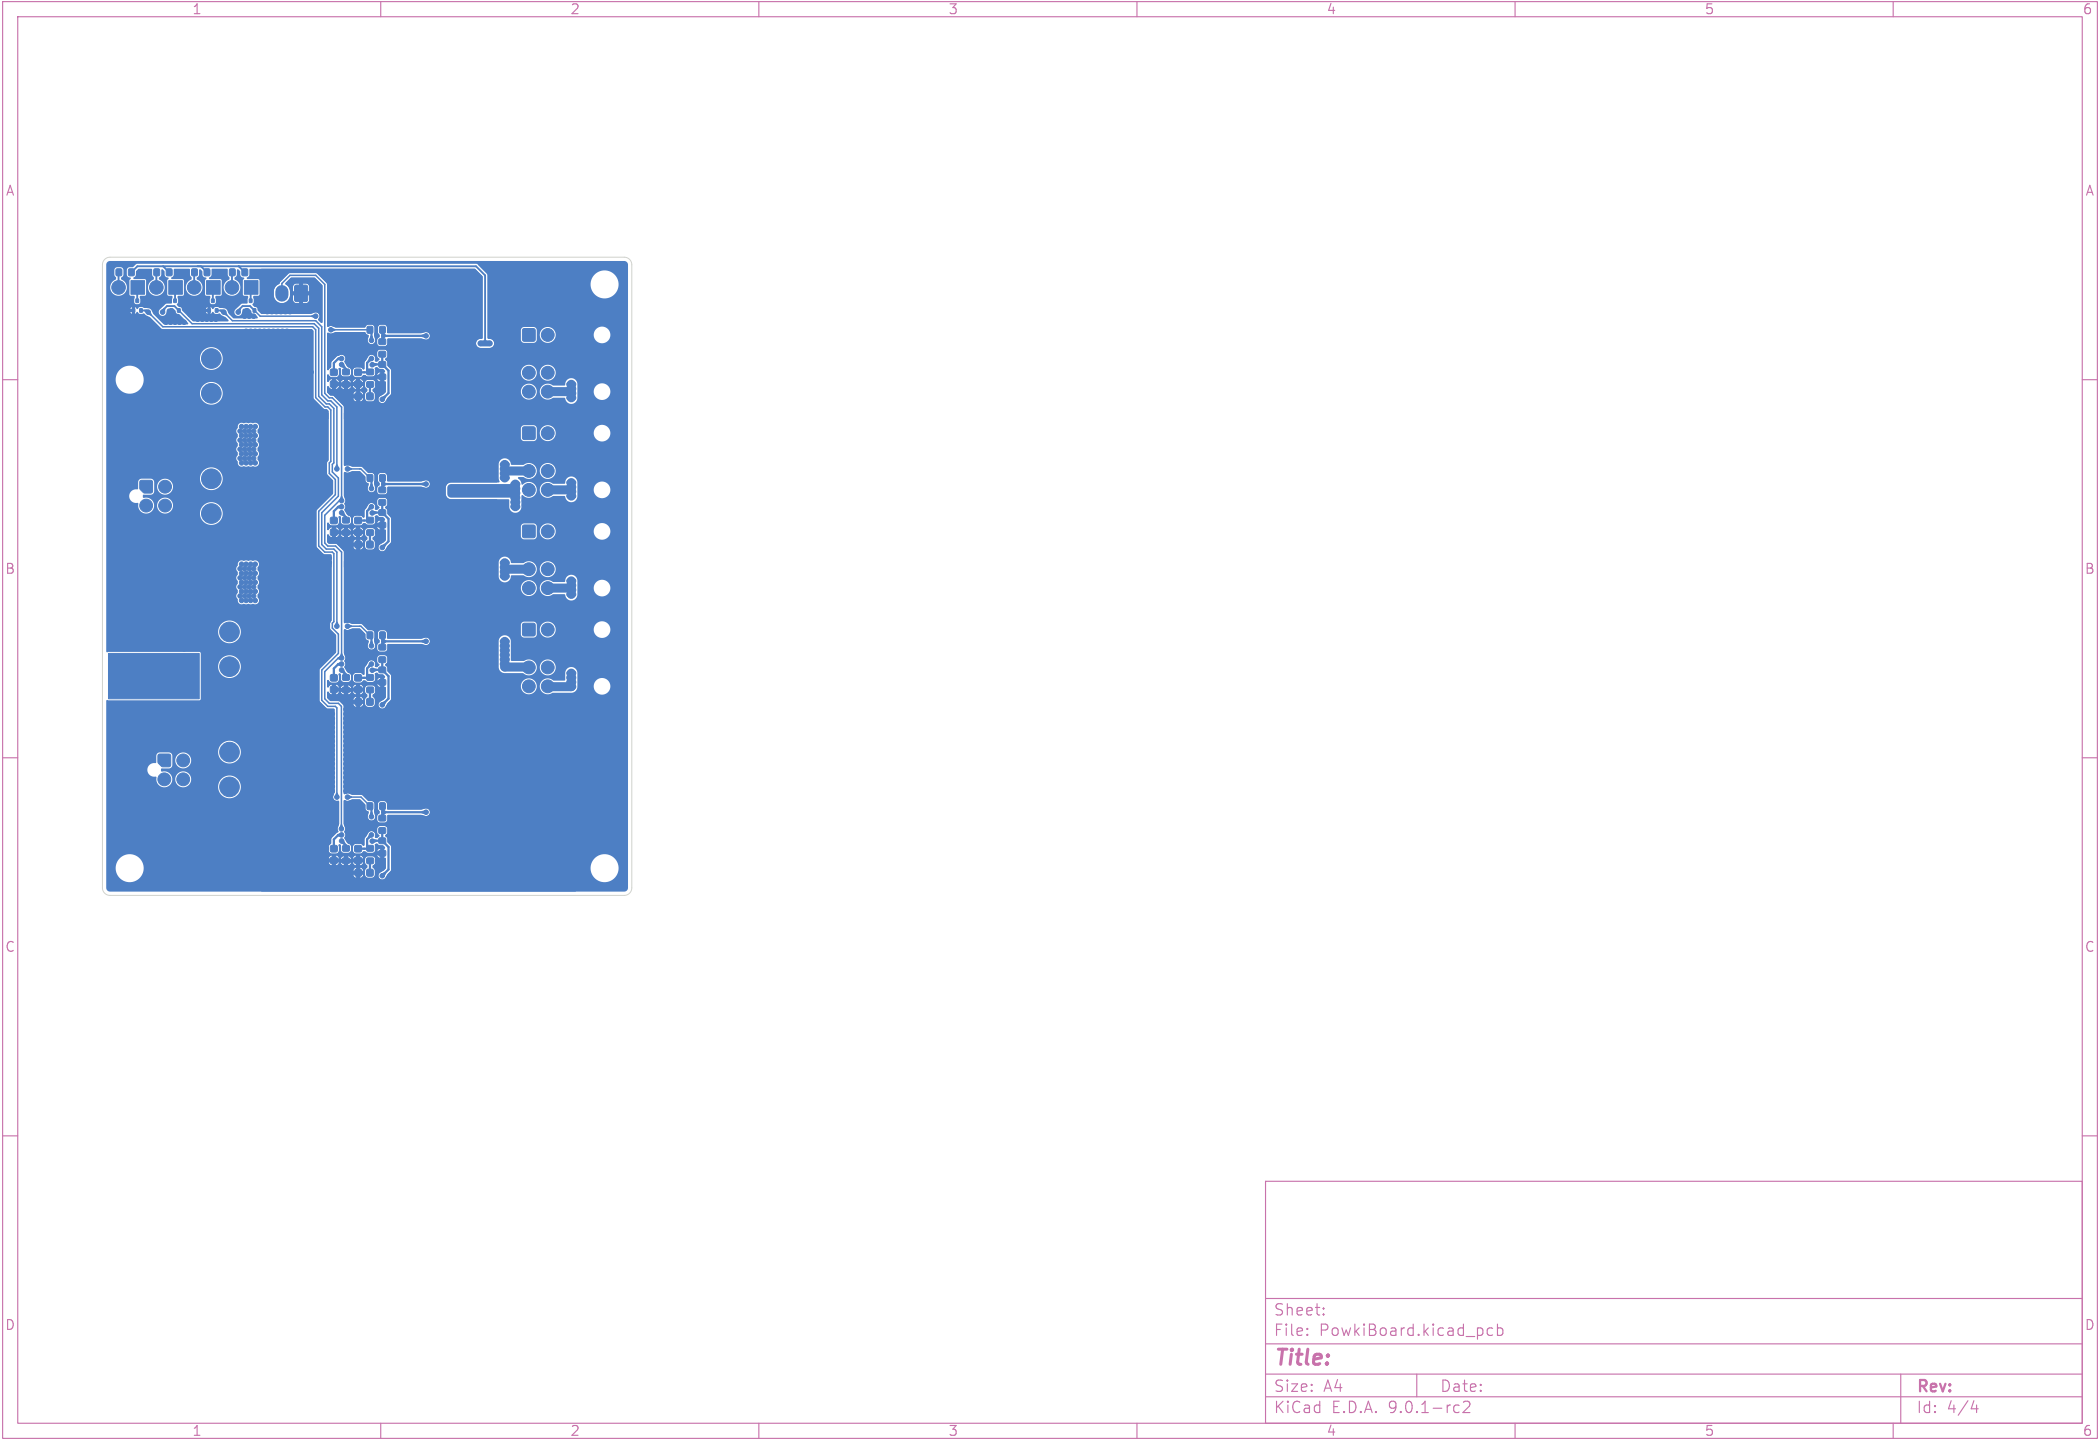 1 2 3 4 5 6
A A
B B
C C
Sheet:
File: PowkiBoard.kicad_pcb
D D
Title:
Size: A4 Date: Rev:
KiCad E.D.A. 9.0.1-rc2 Id: 4/4
1 2 3 4 5 6